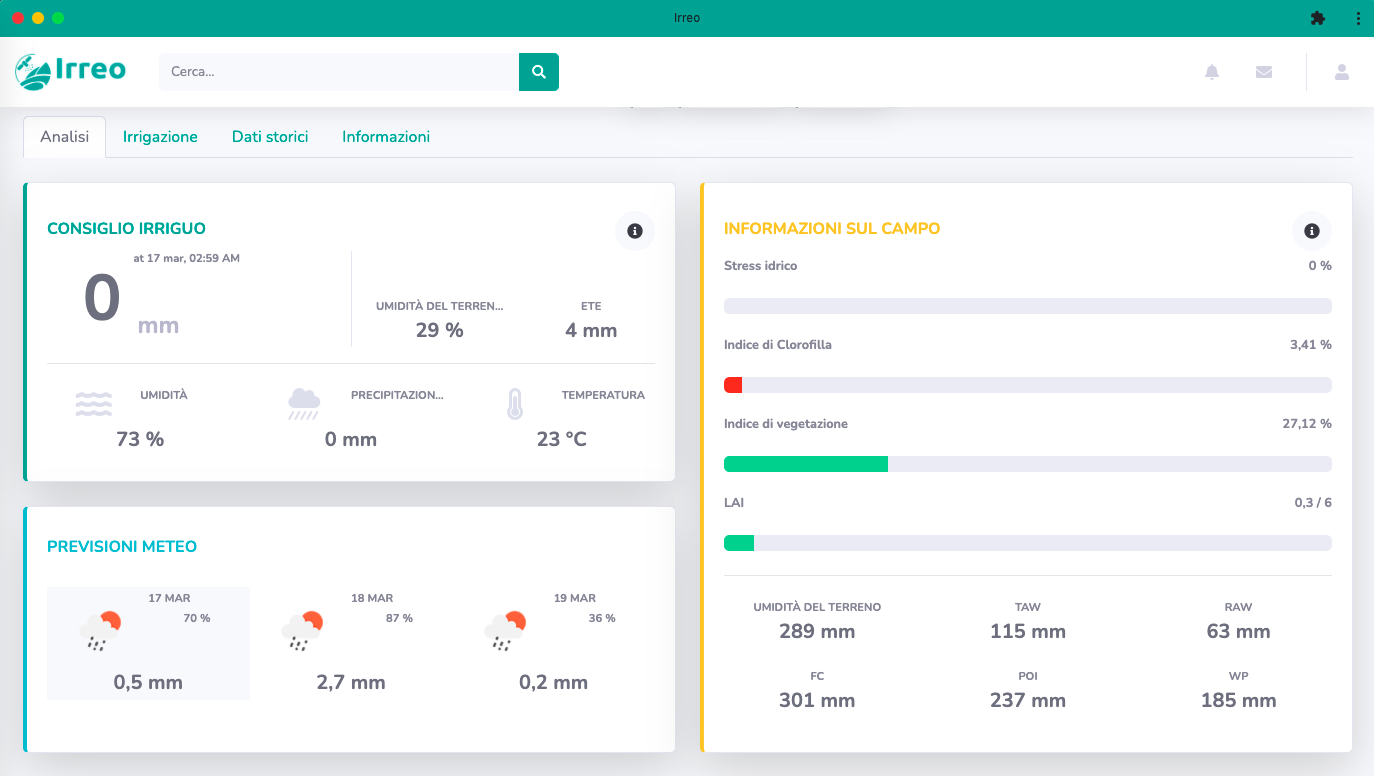 Irreo
Irreo
Cerca...
Analisi
Irrigazione
Dati storici
Informazioni
CONSIGLIO IRRIGUO
at 17 mar, 02:59 AM
0
mm
UMIDITÀ DEL TERREN...
29 %
ETE
4 mm
UMIDITÀ
73 %
PRECIPITAZION...
0 mm
TEMPERATURA
23 °C
PREVISIONI METEO
17 MAR
70 %
0,5 mm
18 MAR
87 %
2,7 mm
19 MAR
36 %
0,2 mm
INFORMAZIONI SUL CAMPO
Stress idrico
0 %
Indice di Clorofilla
3,41 %
Indice di vegetazione
27,12 %
LAI
0,3 / 6
UMIDITÀ DEL TERRENO
289 mm
TAW
115 mm
RAW
63 mm
FC
301 mm
POI
237 mm
WP
185 mm